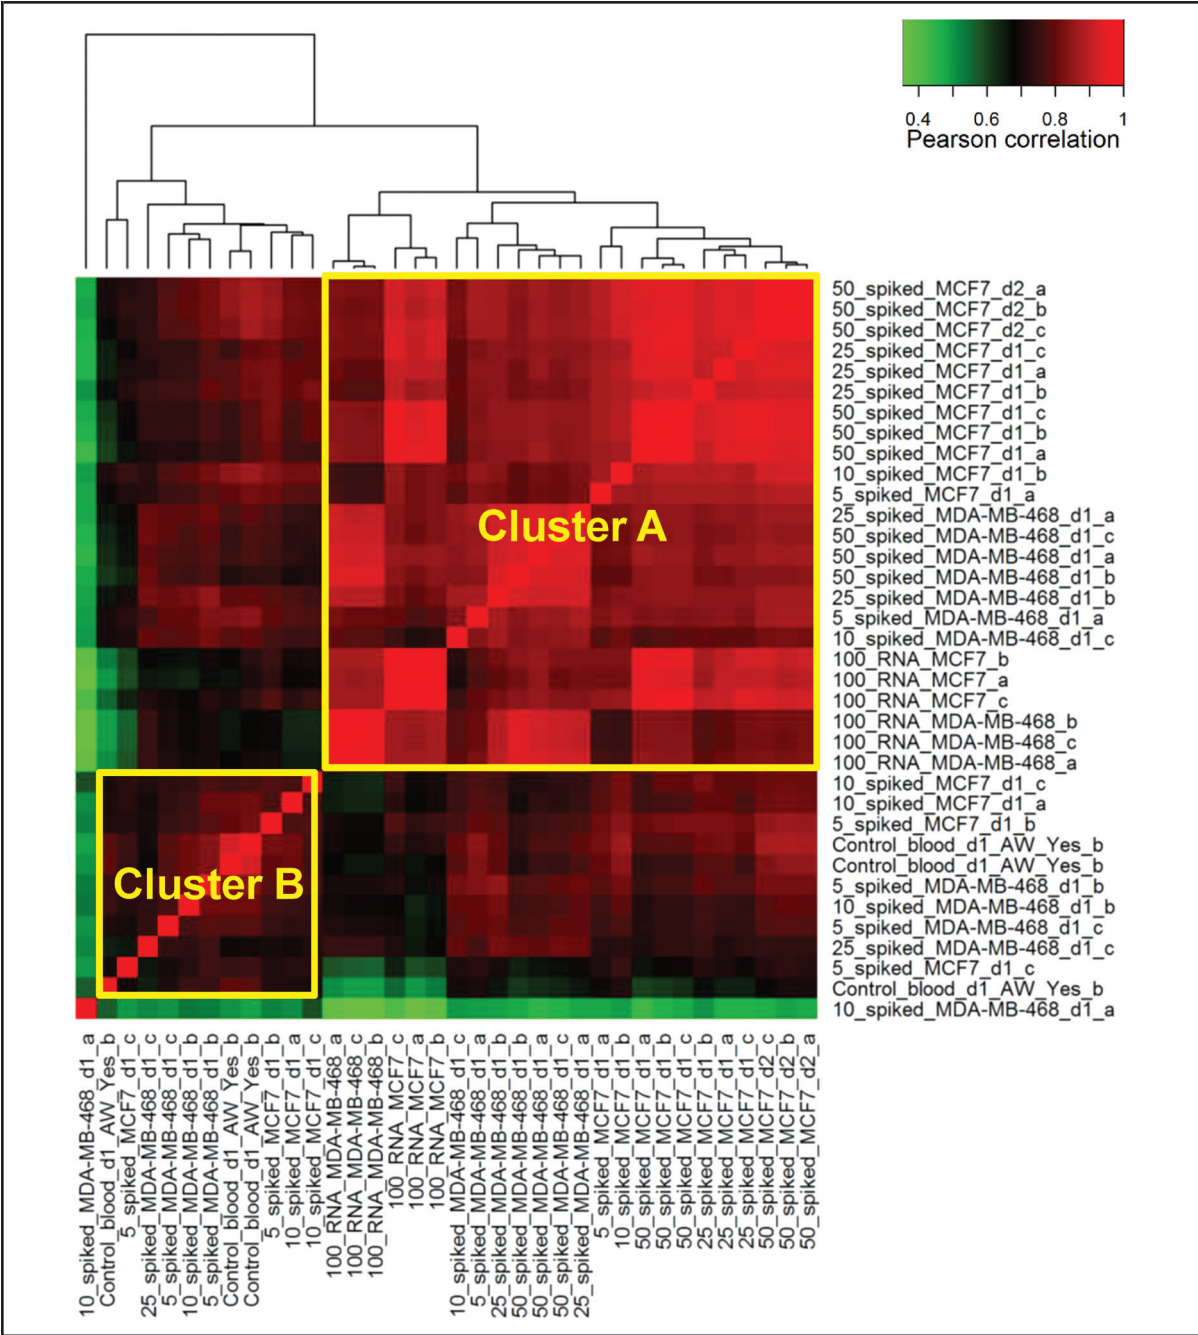 0.4 0.6 0.8 1
Pearson correlation
50_spiked_MCF7_d2_a
50_spiked_MCF7_d2_b
50_spiked_MCF7_d2_c
25_spiked_MCF7_d1_c
25_spiked_MCF7_d1_a
25_spiked_MCF7_d1_b
50_spiked_MCF7_d1_c
50_spiked_MCF7_d1_b
50_spiked_MCF7_d1_a
10_spiked_MCF7_d1_b
5_spiked_MCF7_d1_a
25_spiked_MDA-MB-468_d1_a
50_spiked_MDA-MB-468_d1_c
50_spiked_MDA-MB-468_d1_a
50_spiked_MDA-MB-468_d1_b
25_spiked_MDA-MB-468_d1_b
5_spiked_MDA-MB-468_d1_a
10_spiked_MDA-MB-468_d1_c
100_RNA_MCF7_b
100_RNA_MCF7_a
100_RNA_MCF7_c
100_RNA_MDA-MB-468_b
100_RNA_MDA-MB-468_c
100_RNA_MDA-MB-468_a
10_spiked_MCF7_d1_c
10_spiked_MCF7_d1_a
5_spiked_MCF7_d1_b
Control_blood_d1_AW_Yes_b
Control_blood_d1_AW_Yes_b
5_spiked_MDA-MB-468_d1_b
10_spiked_MDA-MB-468_d1_b
5_spiked_MDA-MB-468_d1_c
25_spiked_MDA-MB-468_d1_c
5_spiked_MCF7_d1_c
Control_blood_d1_AW_Yes_b
10_spiked_MDA-MB-468_d1_a
Cluster A
Cluster B
10_spiked_MDA-MB-468_d1_a
Control_blood_d1_AW_Yes_b
5_spiked_MCF7_d1_c
25_spiked_MDA-MB-468_d1_c
5_spiked_MDA-MB-468_d1_c
10_spiked_MDA-MB-468_d1_b
5_spiked_MDA-MB-468_d1_b
Control_blood_d1_AW_Yes_b
Control_blood_d1_AW_Yes_b
5_spiked_MCF7_d1_b
10_spiked_MCF7_d1_a
10_spiked_MCF7_d1_c
100_RNA_MDA-MB-468_a
100_RNA_MDA-MB-468_c
100_RNA_MDA-MB-468_b
100_RNA_MCF7_c
100_RNA_MCF7_a
100_RNA_MCF7_b
10_spiked_MDA-MB-468_d1_c
5_spiked_MDA-MB-468_d1_a
25_spiked_MDA-MB-468_d1_b
50_spiked_MDA-MB-468_d1_b
50_spiked_MDA-MB-468_d1_a
50_spiked_MDA-MB-468_d1_c
25_spiked_MDA-MB-468_d1_a
5_spiked_MCF7_d1_a
10_spiked_MCF7_d1_b
50_spiked_MCF7_d1_a
50_spiked_MCF7_d1_b
50_spiked_MCF7_d1_c
25_spiked_MCF7_d1_b
25_spiked_MCF7_d1_a
25_spiked_MCF7_d1_c
50_spiked_MCF7_d2_c
50_spiked_MCF7_d2_b
50_spiked_MCF7_d2_a